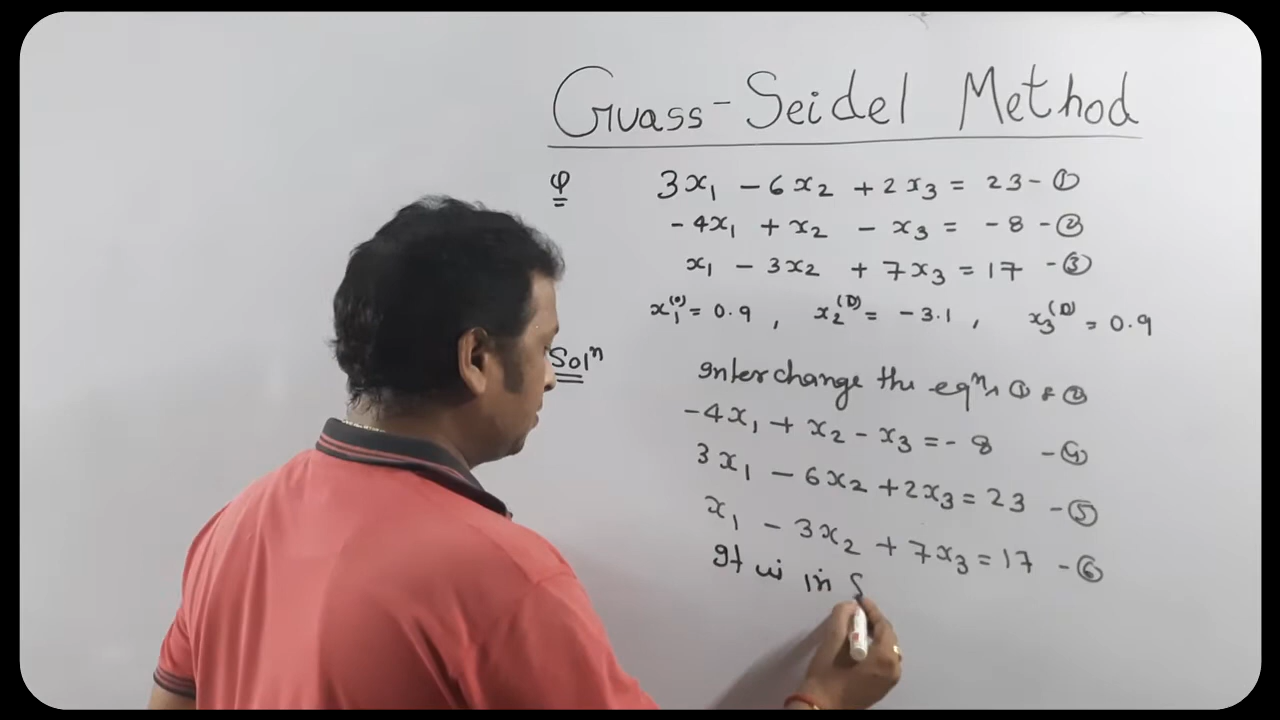 Guass-Seidel Method
Q 3x₁ - 6x₂ + 2x₃ = 23 - ①
- 4x₁ + x₂ - x₃ = - 8 - ②
x₁ - 3x₂ + 7x₃ = 17 - ③
x₁⁽⁰⁾ = 0.9 , x₂⁽⁰⁾ = - 3.1 , x₃⁽⁰⁾ = 0.9
Solⁿ
Interchange the eqⁿs ① & ②
-4x₁ + x₂ - x₃ = - 8 - ④
3x₁ - 6x₂ + 2x₃ = 23 - ⑤
x₁ - 3x₂ + 7x₃ = 17 - ⑥
It is in